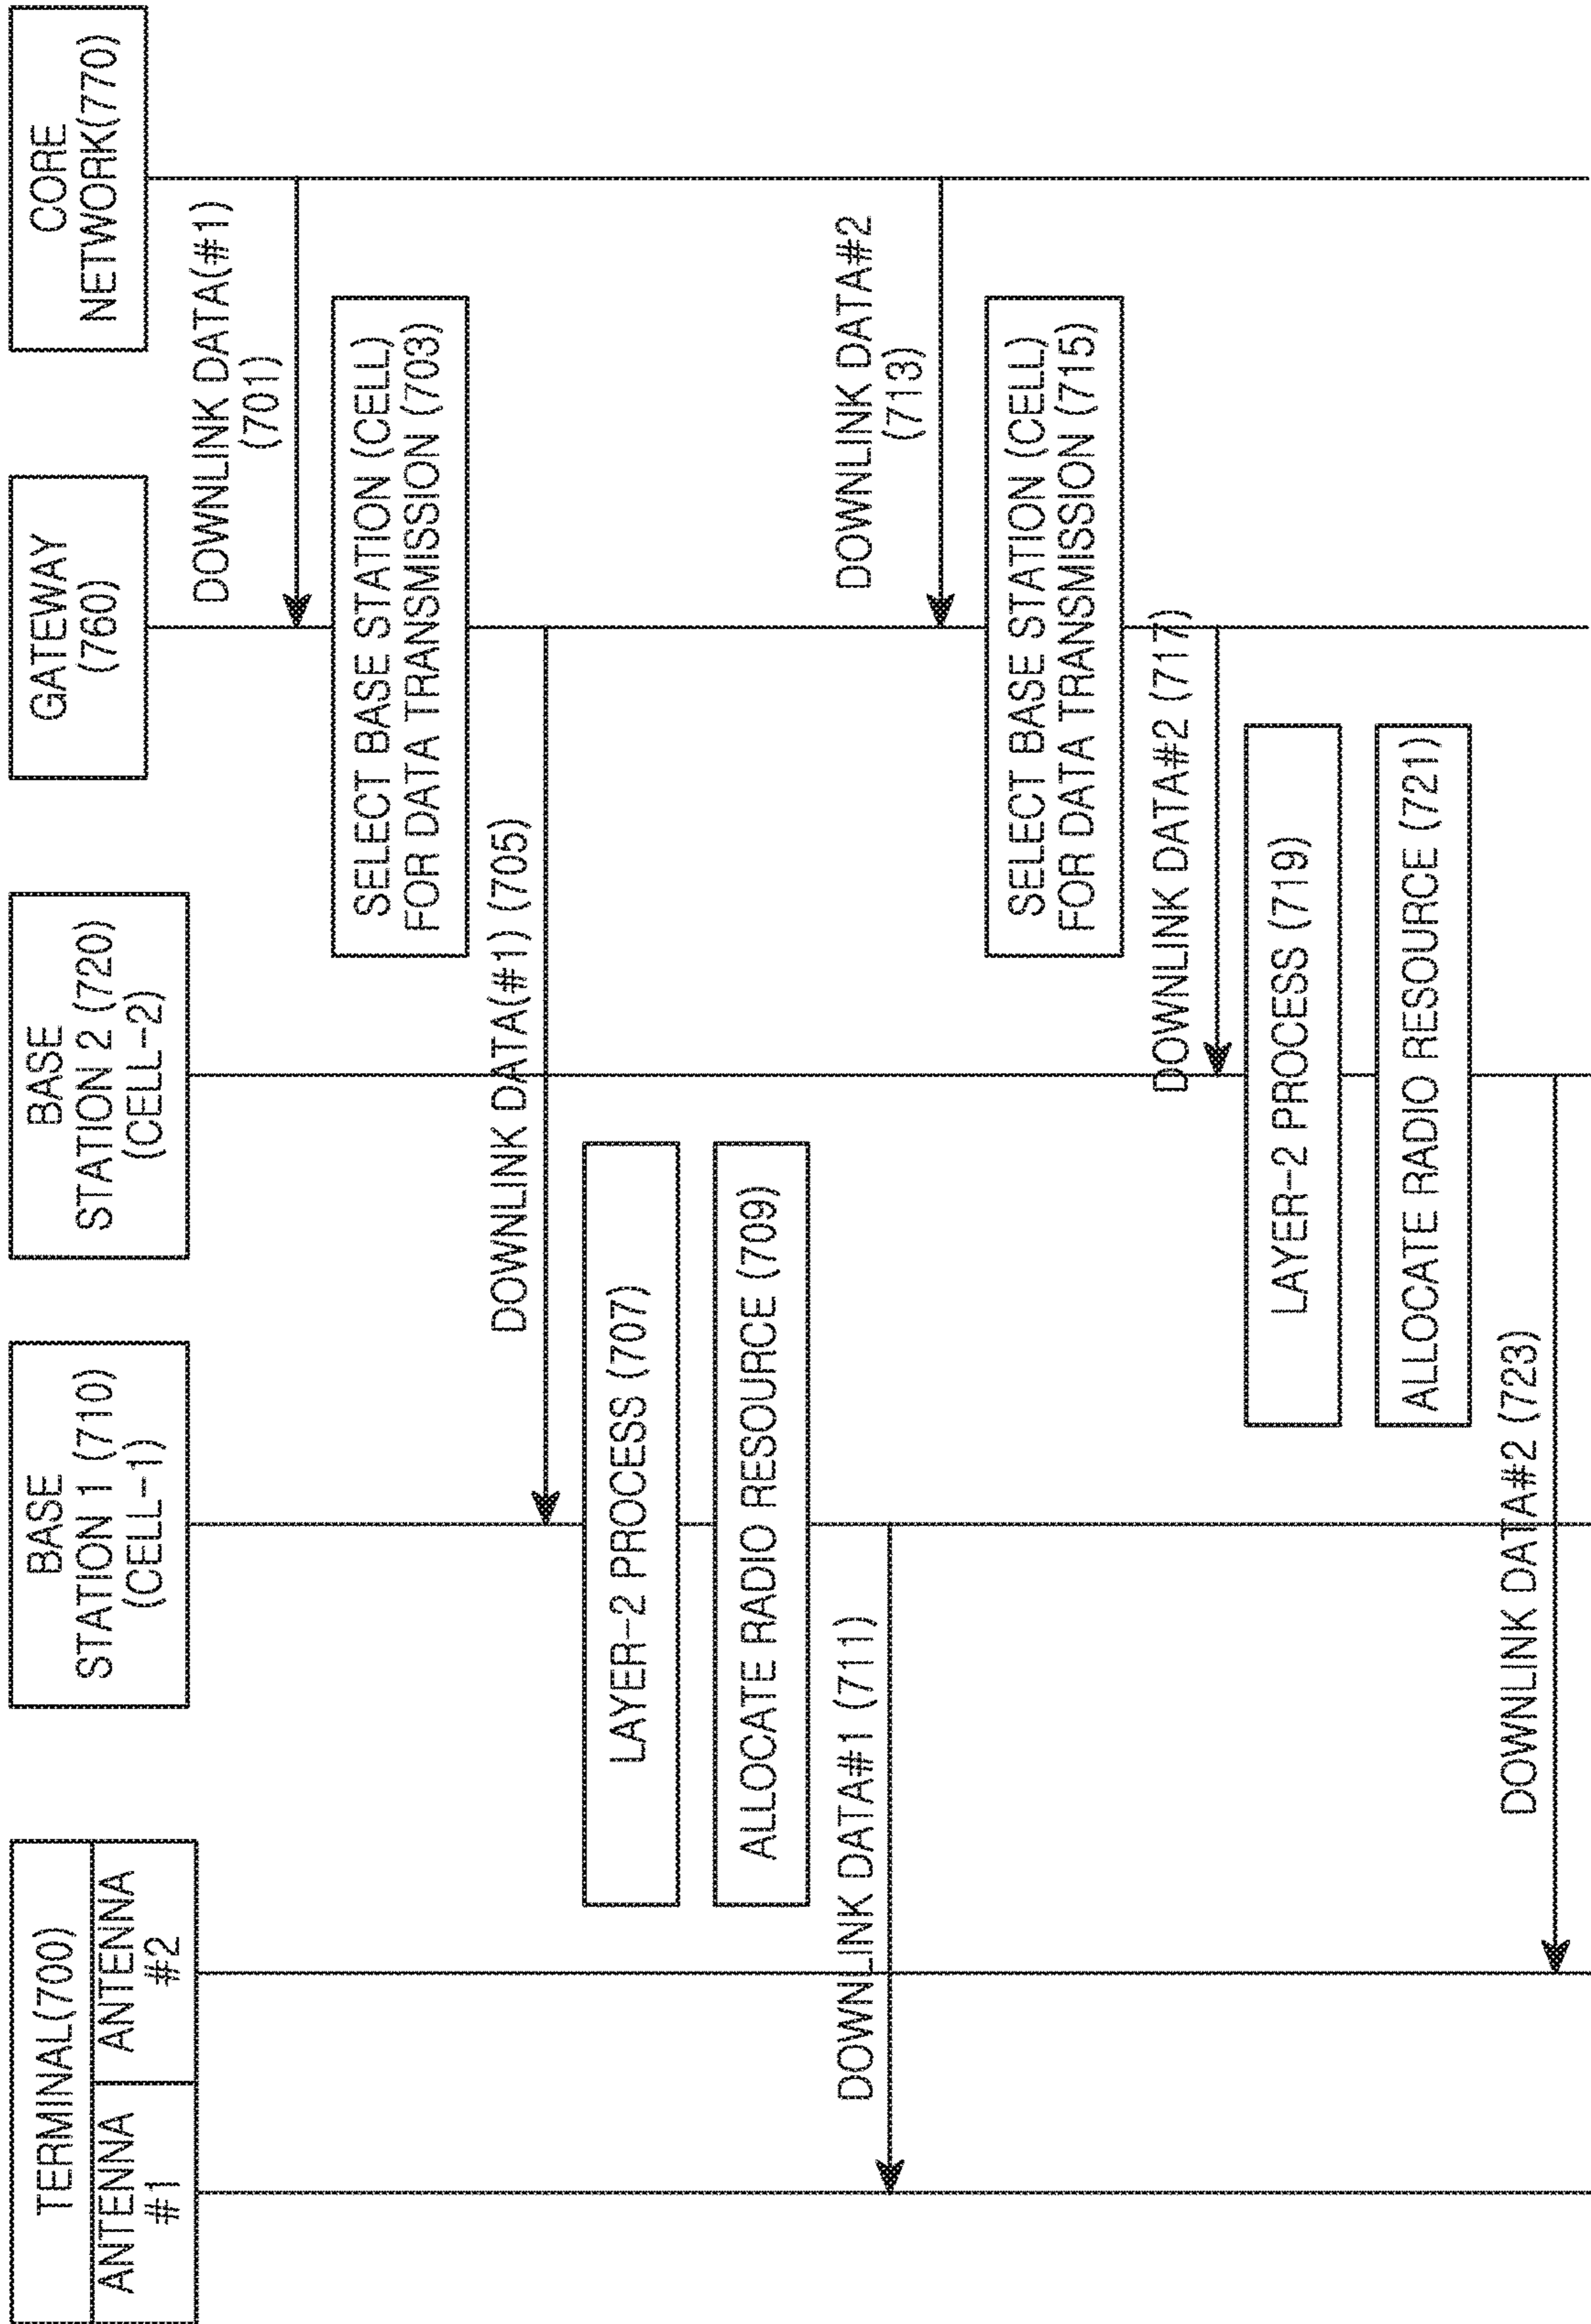 TERMINAL(700)
ANTENNA
#1
ANTENNA
#2
BASE
STATION 1 (710)
(CELL-1)
BASE
STATION 2 (720)
(CELL-2)
GATEWAY
(760)
CORE
NETWORK(770)
DOWNLINK DATA(#1)
(701)
SELECT BASE STATION (CELL)
FOR DATA TRANSMISSION (703)
DOWNLINK DATA(#1) (705)
LAYER-2 PROCESS (707)
ALLOCATE RADIO RESOURCE (709)
DOWNLINK DATA#1 (711)
DOWNLINK DATA#2
(713)
SELECT BASE STATION (CELL)
FOR DATA TRANSMISSION (715)
DOWNLINK DATA#2 (717)
LAYER-2 PROCESS (719)
ALLOCATE RADIO RESOURCE (721)
DOWNLINK DATA#2 (723)